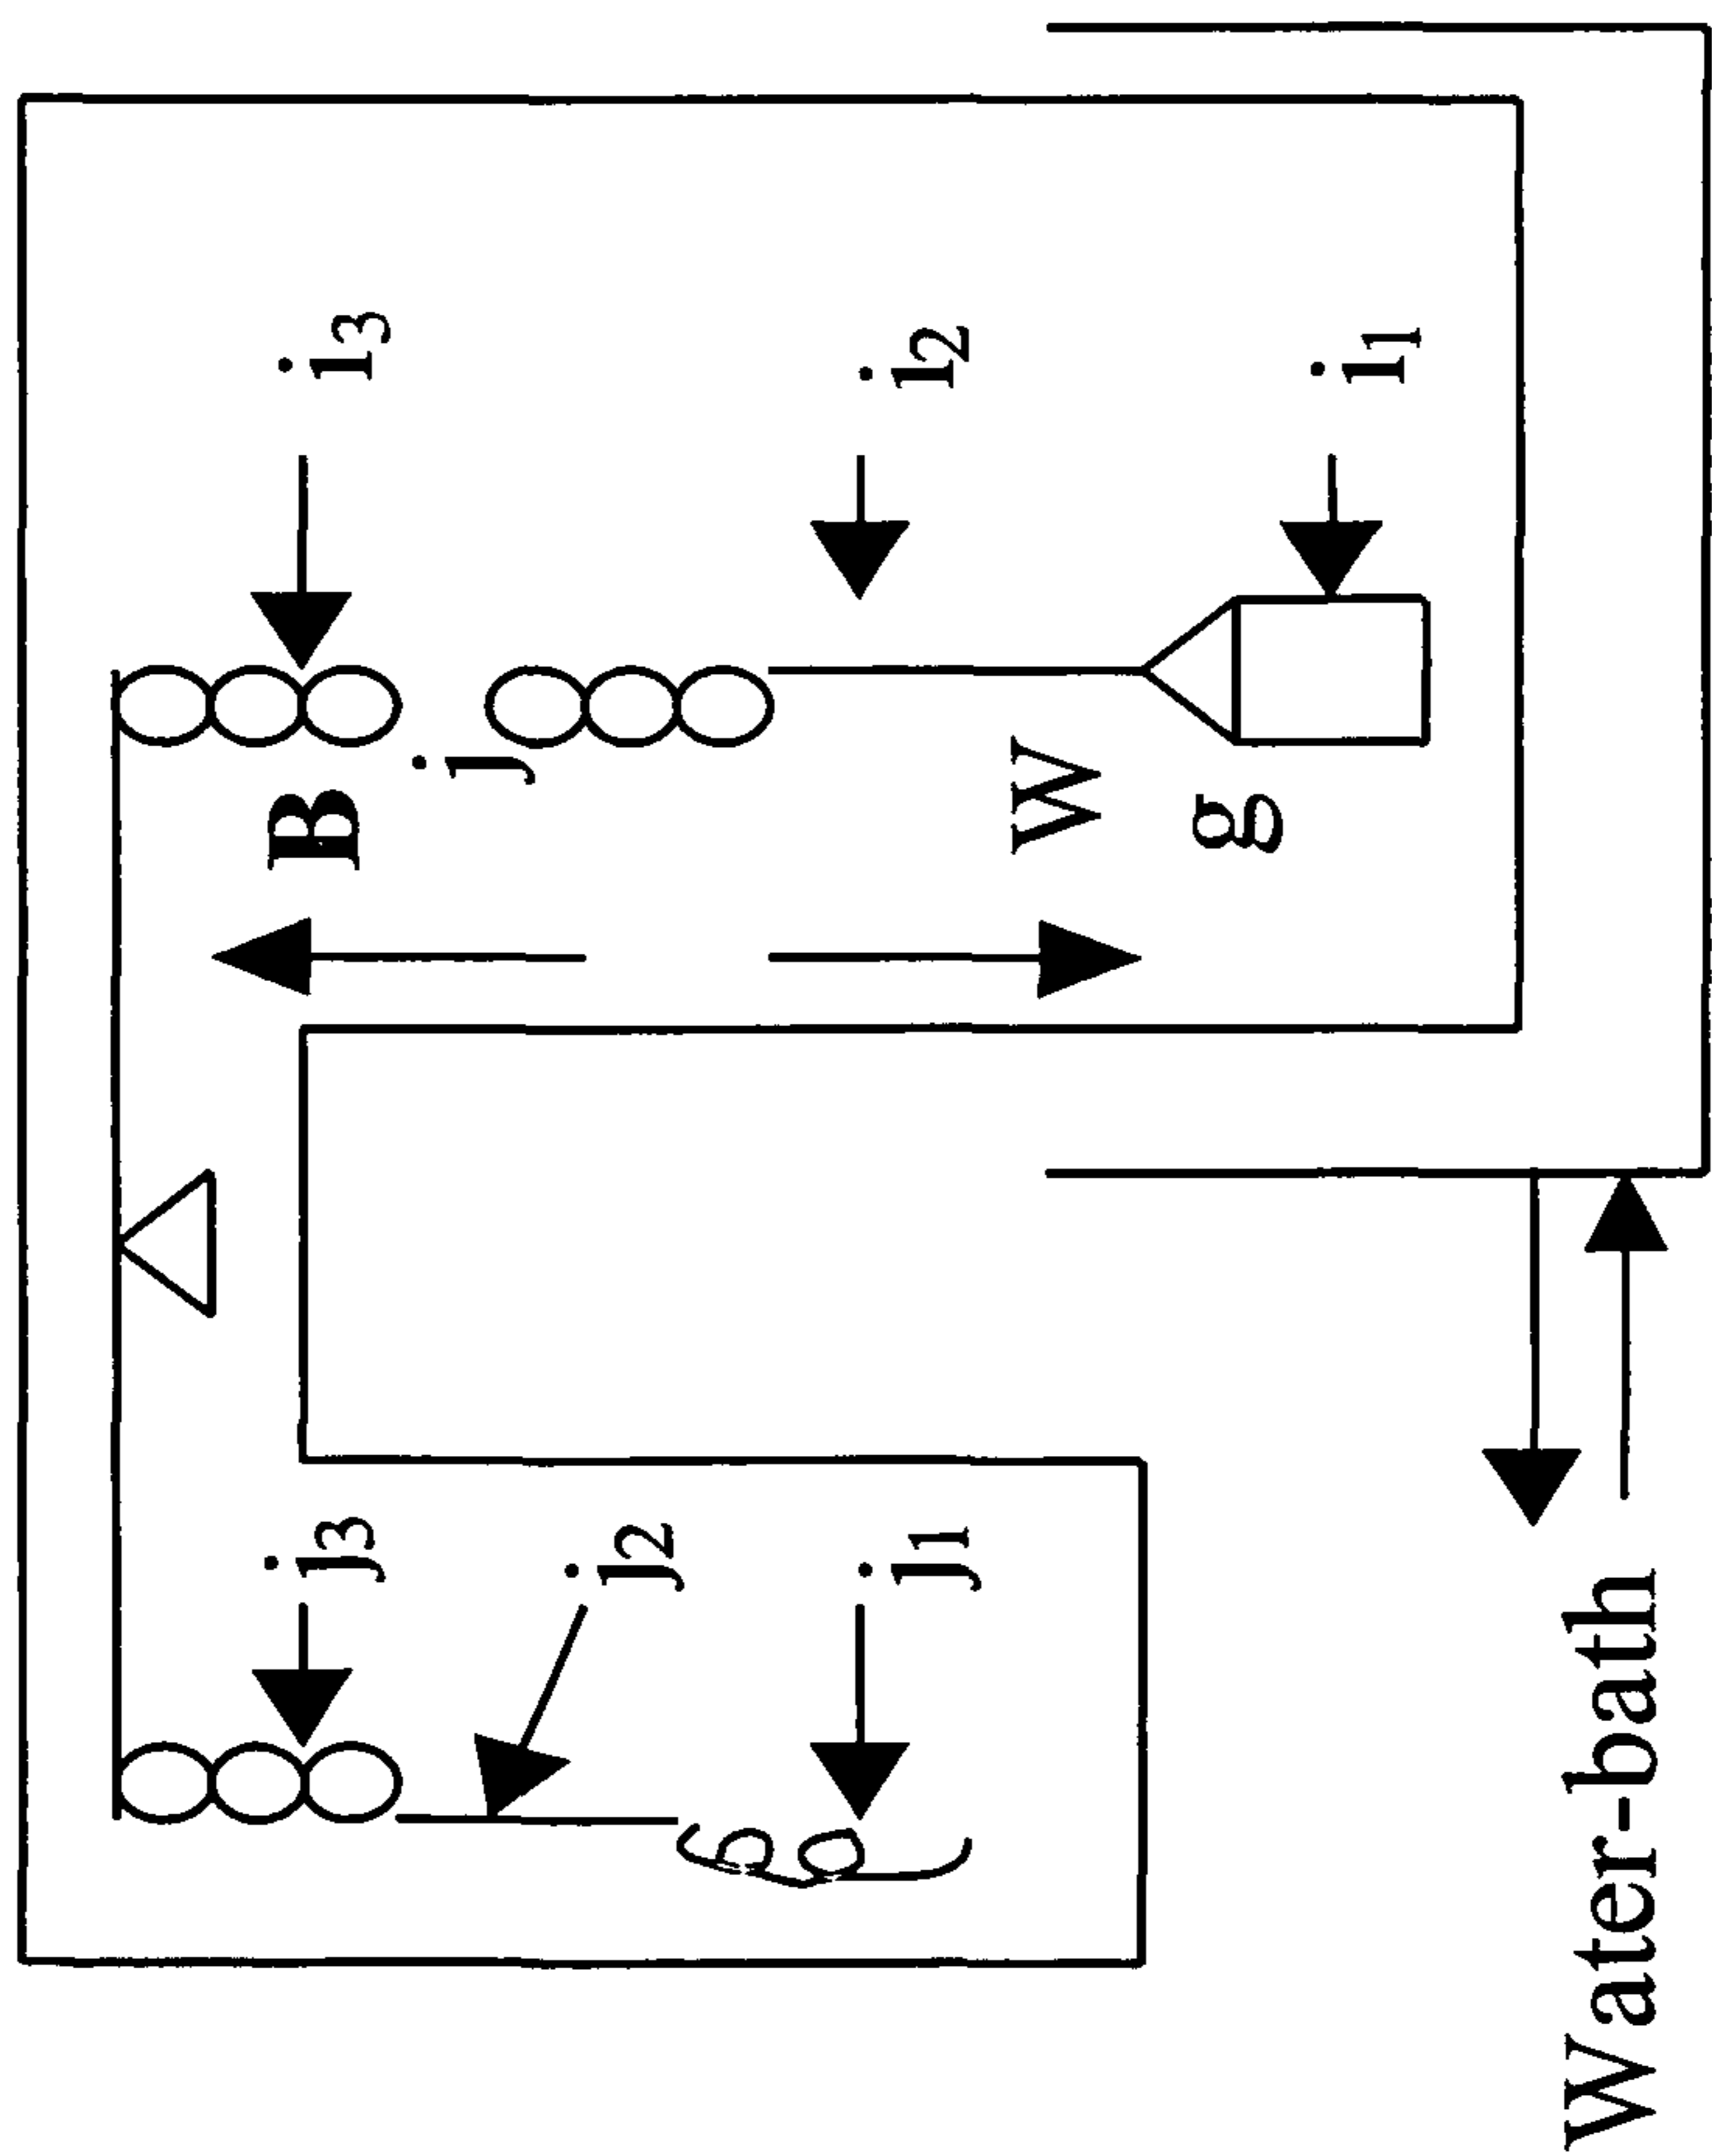 j₃
B
i₃
j
j₂
j₁
i₂
W
g
i₁
Water-bath